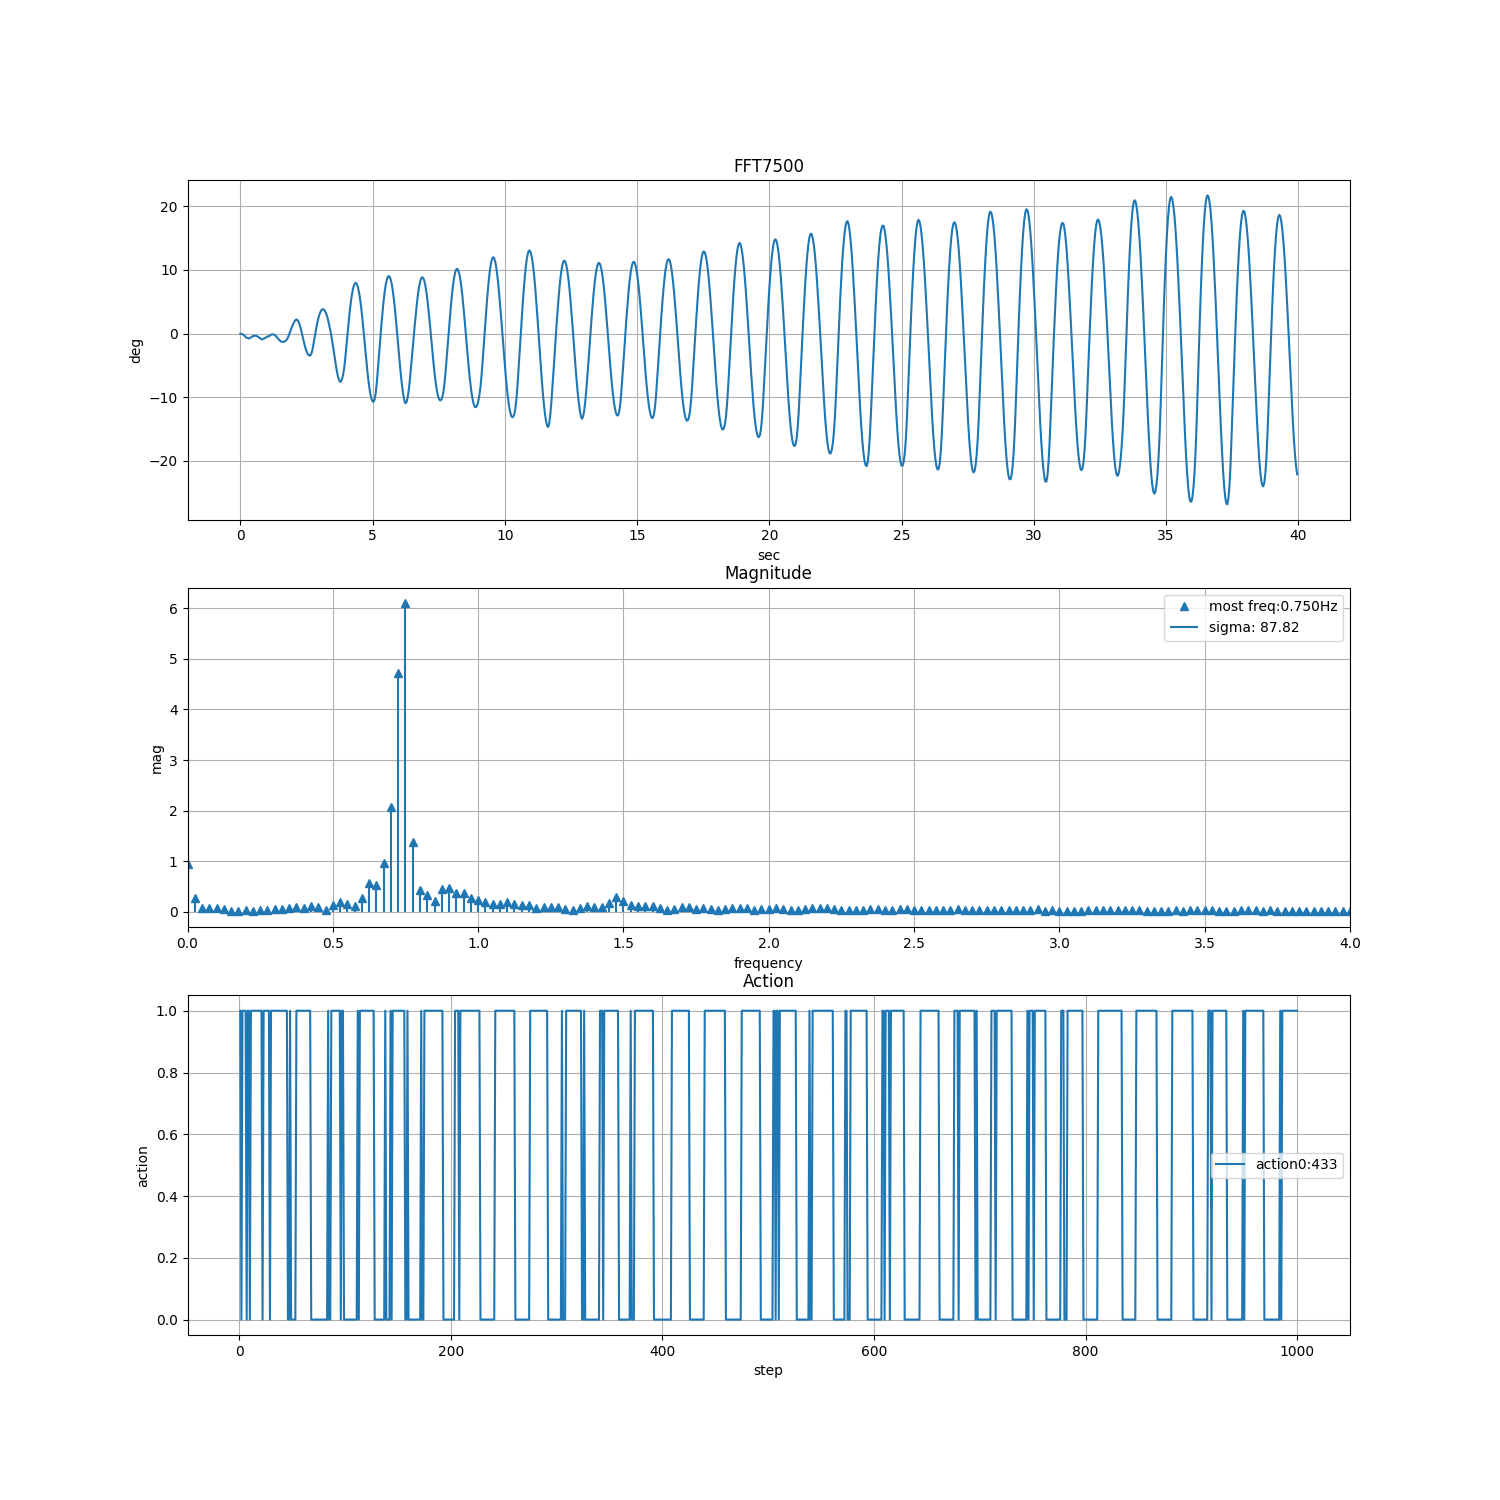 FFT7500
20
10
0
−10
−20
deg
0 5 10 15 20 25 30 35 40
sec
Magnitude
6
5
4
3
2
1
0
mag
most freq:0.750Hz
sigma: 87.82
0.0 0.5 1.0 1.5 2.0 2.5 3.0 3.5 4.0
frequency
Action
1.0
0.8
0.6
0.4
0.2
0.0
action
action0:433
0 200 400 600 800 1000
step